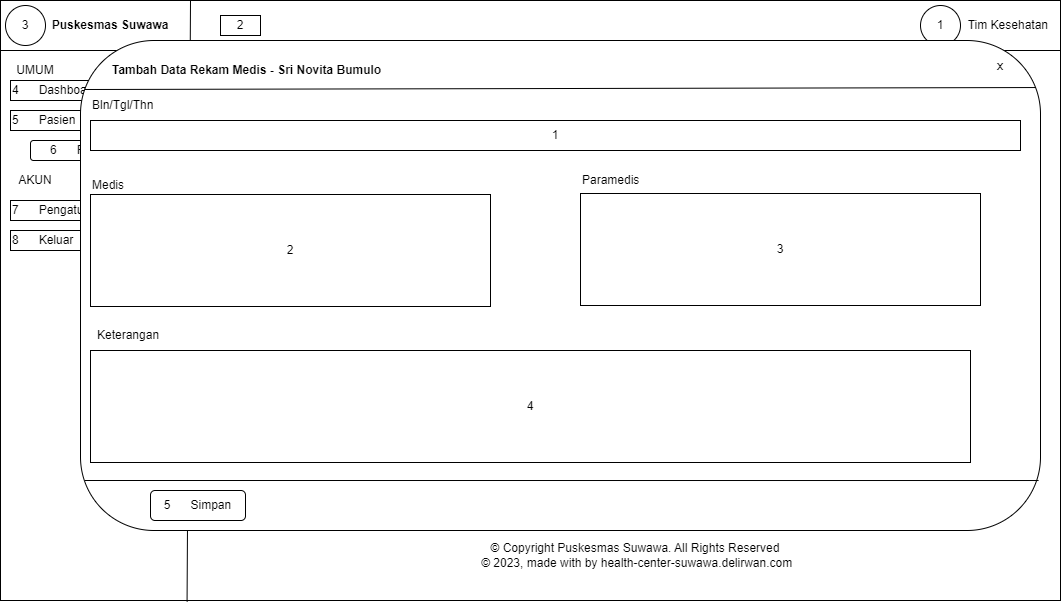 3 Puskesmas Suwawa
2
1 Tim Kesehatan
UMUM
4 Dashboa
5 Pasien
6
AKUN
7 Pengatu
8 Keluar
Tambah Data Rekam Medis - Sri Novita Bumulo
x
Bln/Tgl/Thn
1
Medis
2
Paramedis
3
Keterangan
4
5 Simpan
© Copyright Puskesmas Suwawa. All Rights Reserved
© 2023, made with by health-center-suwawa.delirwan.com